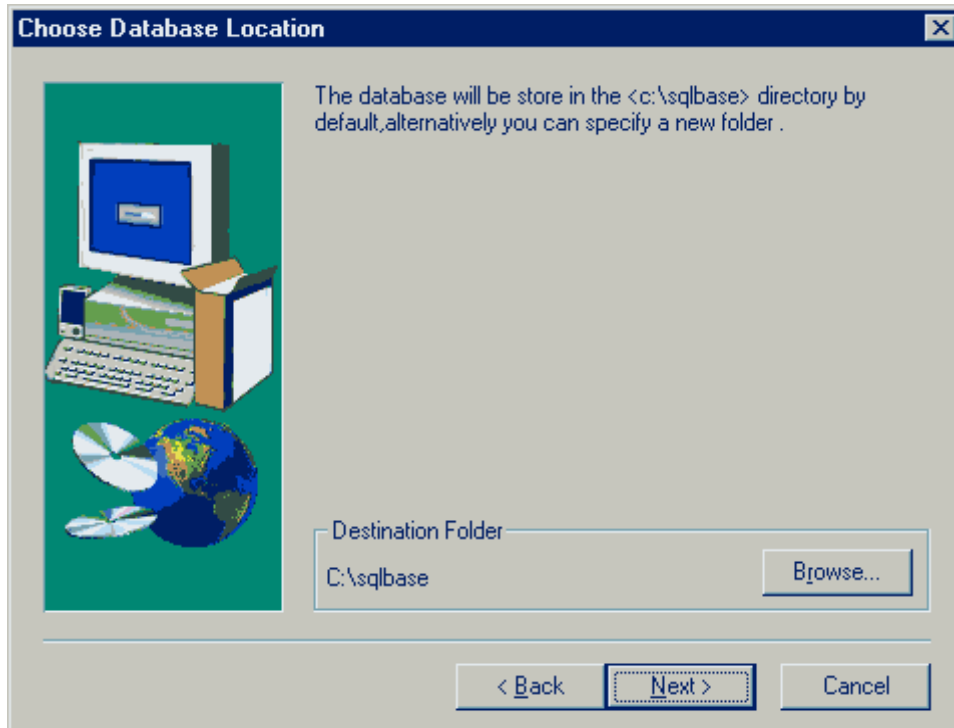 Choose Database Location
The database will be store in the <c:\sqlbase> directory by
default,alternatively you can specify a new folder .
Destination Folder
C:\sqlbase
Browse...
< Back
Next >
Cancel